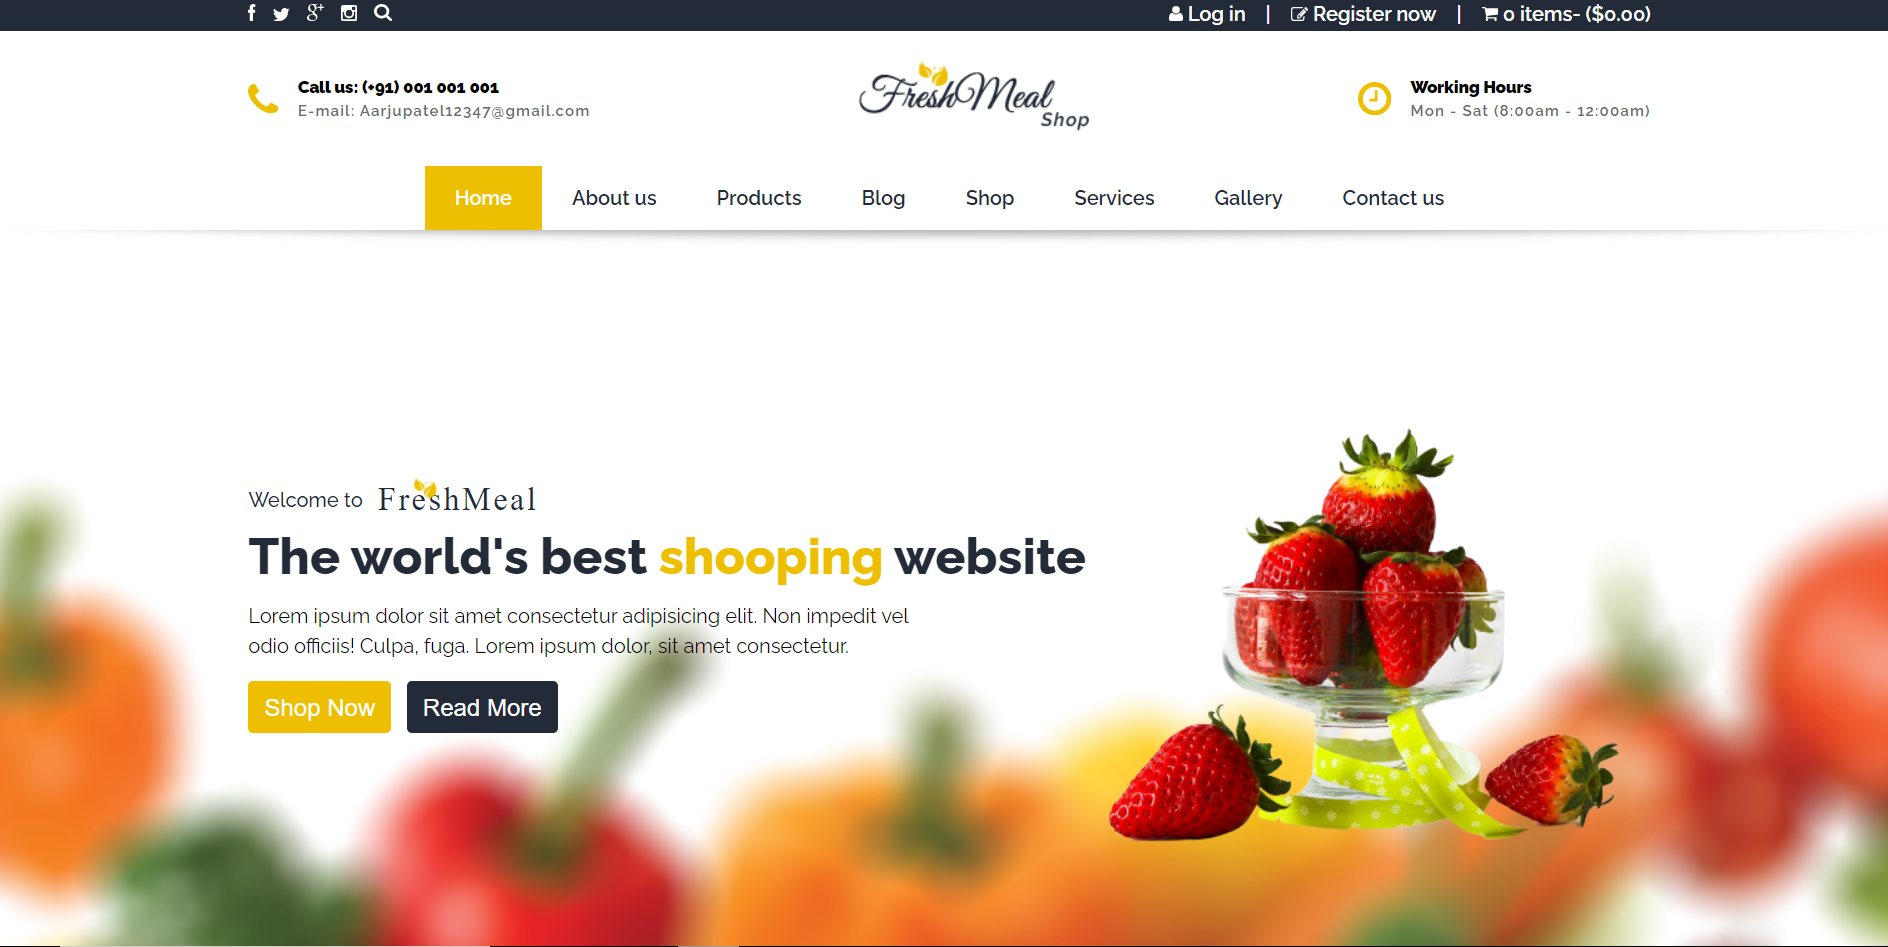 Log in | Register now | 0 items- ($0.00)
Call us: (+91) 001 001 001
E-mail: Aarjupatel12347@gmail.com
FreshMeal
Shop
Working Hours
Mon - Sat (8:00am - 12:00am)
Home About us Products Blog Shop Services Gallery Contact us
Welcome to FreshMeal
The world's best shooping website
Lorem ipsum dolor sit amet consectetur adipisicing elit. Non impedit vel
odio officiis! Culpa, fuga. Lorem ipsum dolor, sit amet consectetur.
Shop Now Read More